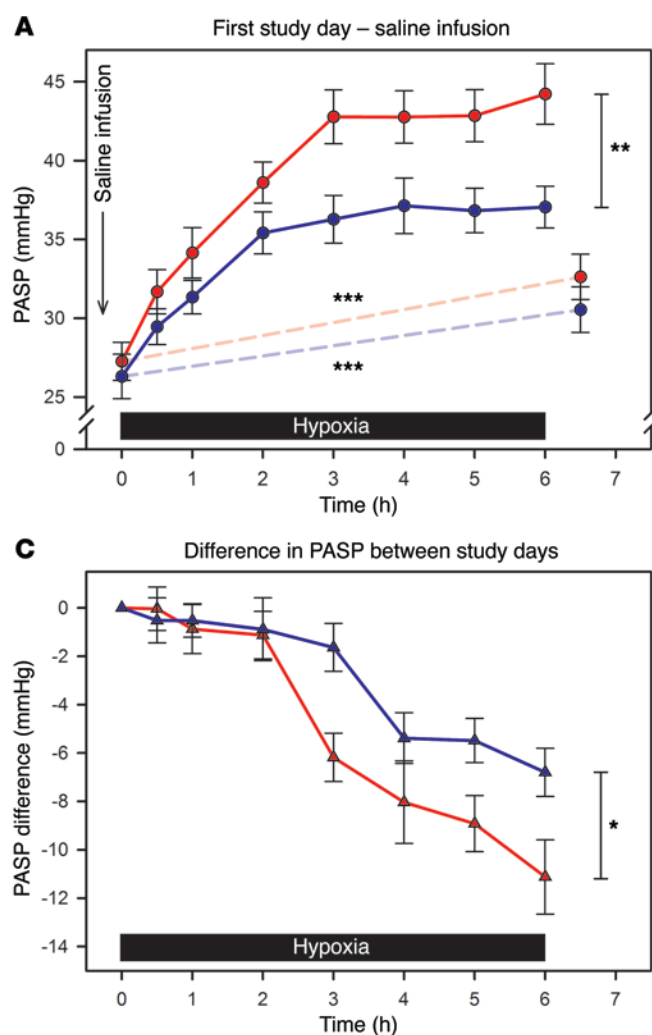 A First study day – saline infusion
45
40
35
30
25
0
PASP (mmHg)
Saline infusion
**
***
***
Hypoxia
0 1 2 3 4 5 6 7
Time (h)
C Difference in PASP between study days
0
-2
-4
-6
-8
-10
-12
-14
PASP difference (mmHg)
*
Hypoxia
0 1 2 3 4 5 6 7
Time (h)